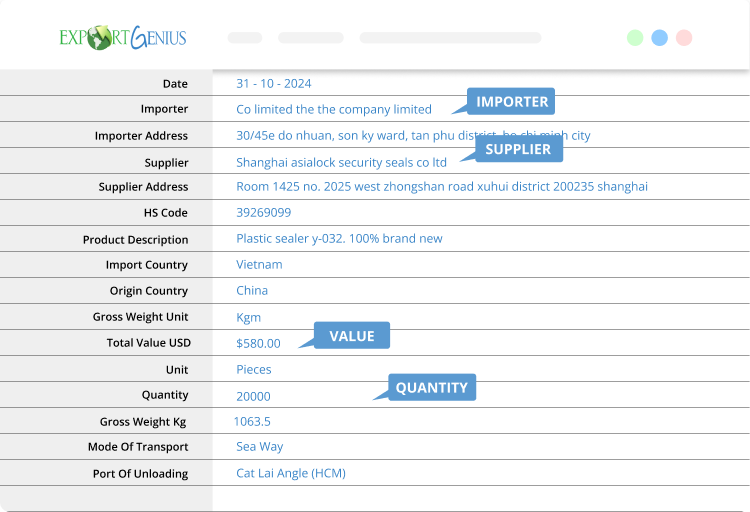 EXPORTGENIUS
Date 31 - 10 - 2024
Importer Co limited the the company limited IMPORTER
Importer Address 30/45e do nhuan, son ky ward, tan phu district, ho chi minh city
Supplier Shanghai asialock security seals co ltd SUPPLIER
Supplier Address Room 1425 no. 2025 west zhongshan road xuhui district 200235 shanghai
HS Code 39269099
Product Description Plastic sealer y-032. 100% brand new
Import Country Vietnam
Origin Country China
Gross Weight Unit Kgm
Total Value USD $580.00 VALUE
Unit Pieces
Quantity 20000 QUANTITY
Gross Weight Kg 1063.5
Mode Of Transport Sea Way
Port Of Unloading Cat Lai Angle (HCM)